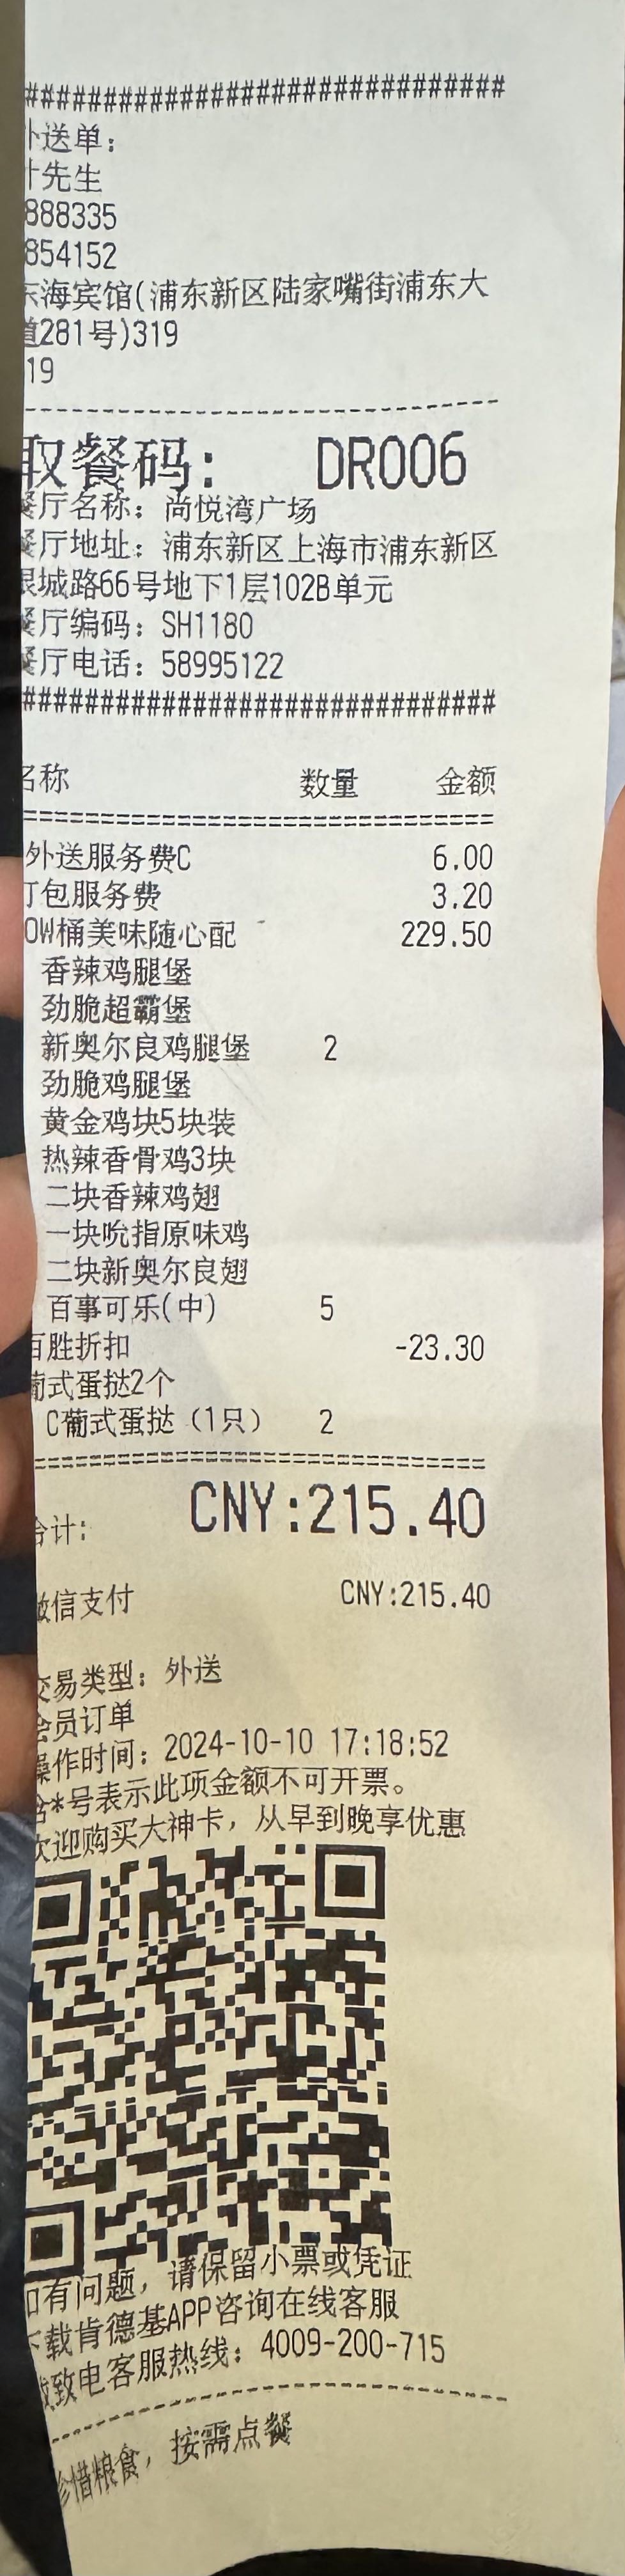 ##############################
外送单：
叶先生
888335
854152
东海宾馆(浦东新区陆家嘴街浦东大
道281号)319
19
--------------------------------
取餐码： DR006
餐厅名称：尚悦湾广场
餐厅地址：浦东新区上海市浦东新区
银城路66号地下1层102B单元
餐厅编码：SH1180
餐厅电话：58995122
##############################
名称 数量 金额
==============================
外送服务费C 6.00
打包服务费 3.20
OW桶美味随心配 229.50
香辣鸡腿堡
劲脆超霸堡
新奥尔良鸡腿堡 2
劲脆鸡腿堡
黄金鸡块5块装
热辣香骨鸡3块
二块香辣鸡翅
一块吮指原味鸡
二块新奥尔良翅
百事可乐(中) 5
百胜折扣 -23.30
葡式蛋挞2个
C葡式蛋挞（1只） 2
==============================
合计: CNY:215.40
微信支付 CNY:215.40
交易类型：外送
会员订单
操作时间：2024-10-10 17:18:52
含*号表示此项金额不可开票。
欢迎购买大神卡，从早到晚享优惠
如有问题，请保留小票或凭证
下载肯德基APP咨询在线客服
或致电客服热线：4009-200-715
--------------------------------
珍惜粮食，按需点餐